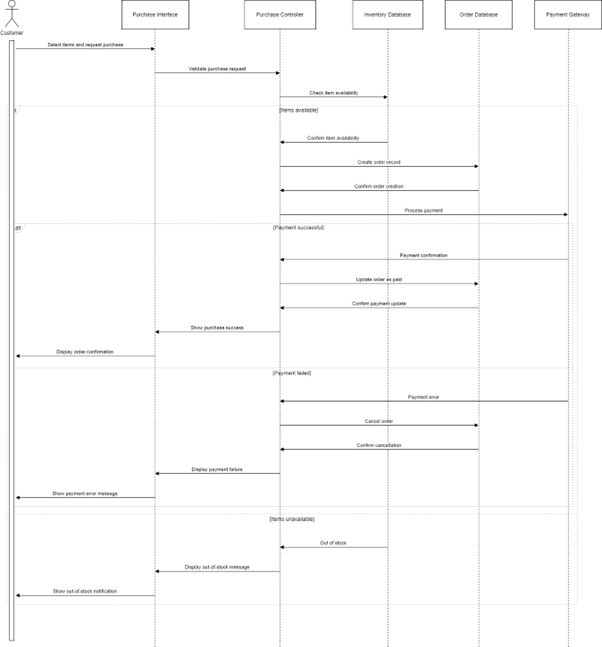 Purchase Interface
Purchase Controller
Inventory Database
Order Database
Payment Gateway
Customer
Select items and request purchase
Validate purchase request
Check item availability
[Items available]
Confirm item availability
Create order record
Confirm order creation
Process payment
alt
[Payment successful]
Payment confirmation
Update order as paid
Confirm payment update
Show purchase success
Display order confirmation
[Payment failed]
Payment error
Cancel order
Confirm cancellation
Display payment failure
Show payment error message
[Items unavailable]
Out of stock
Display out-of-stock message
Show out-of-stock notification